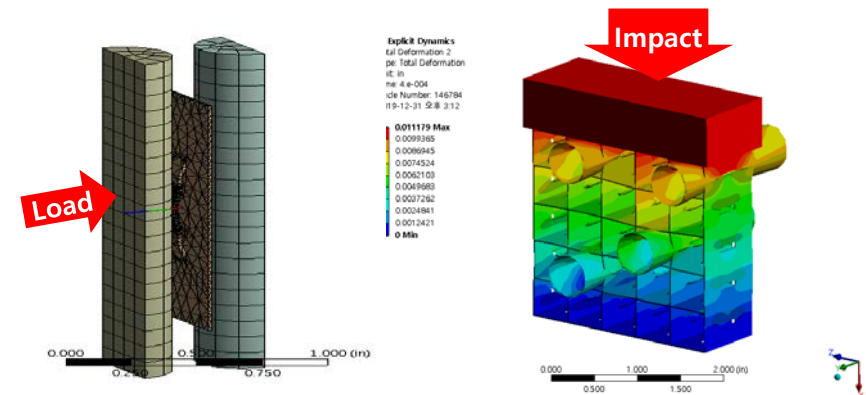 Load
0.000
0.500
1.000 (in)
0.250
0.750
Explicit Dynamics
tal Deformation 2
pe: Total Deformation
it: in
ne: 4.e-004
cle Number: 146784
19-12-31 오후 3:12
0.011179 Max
0.0099365
0.0086945
0.0074524
0.0062103
0.0049683
0.0037262
0.0024841
0.0012421
0 Min
Impact
0.000
1.000
2.000 (in)
0.500
1.500
Z